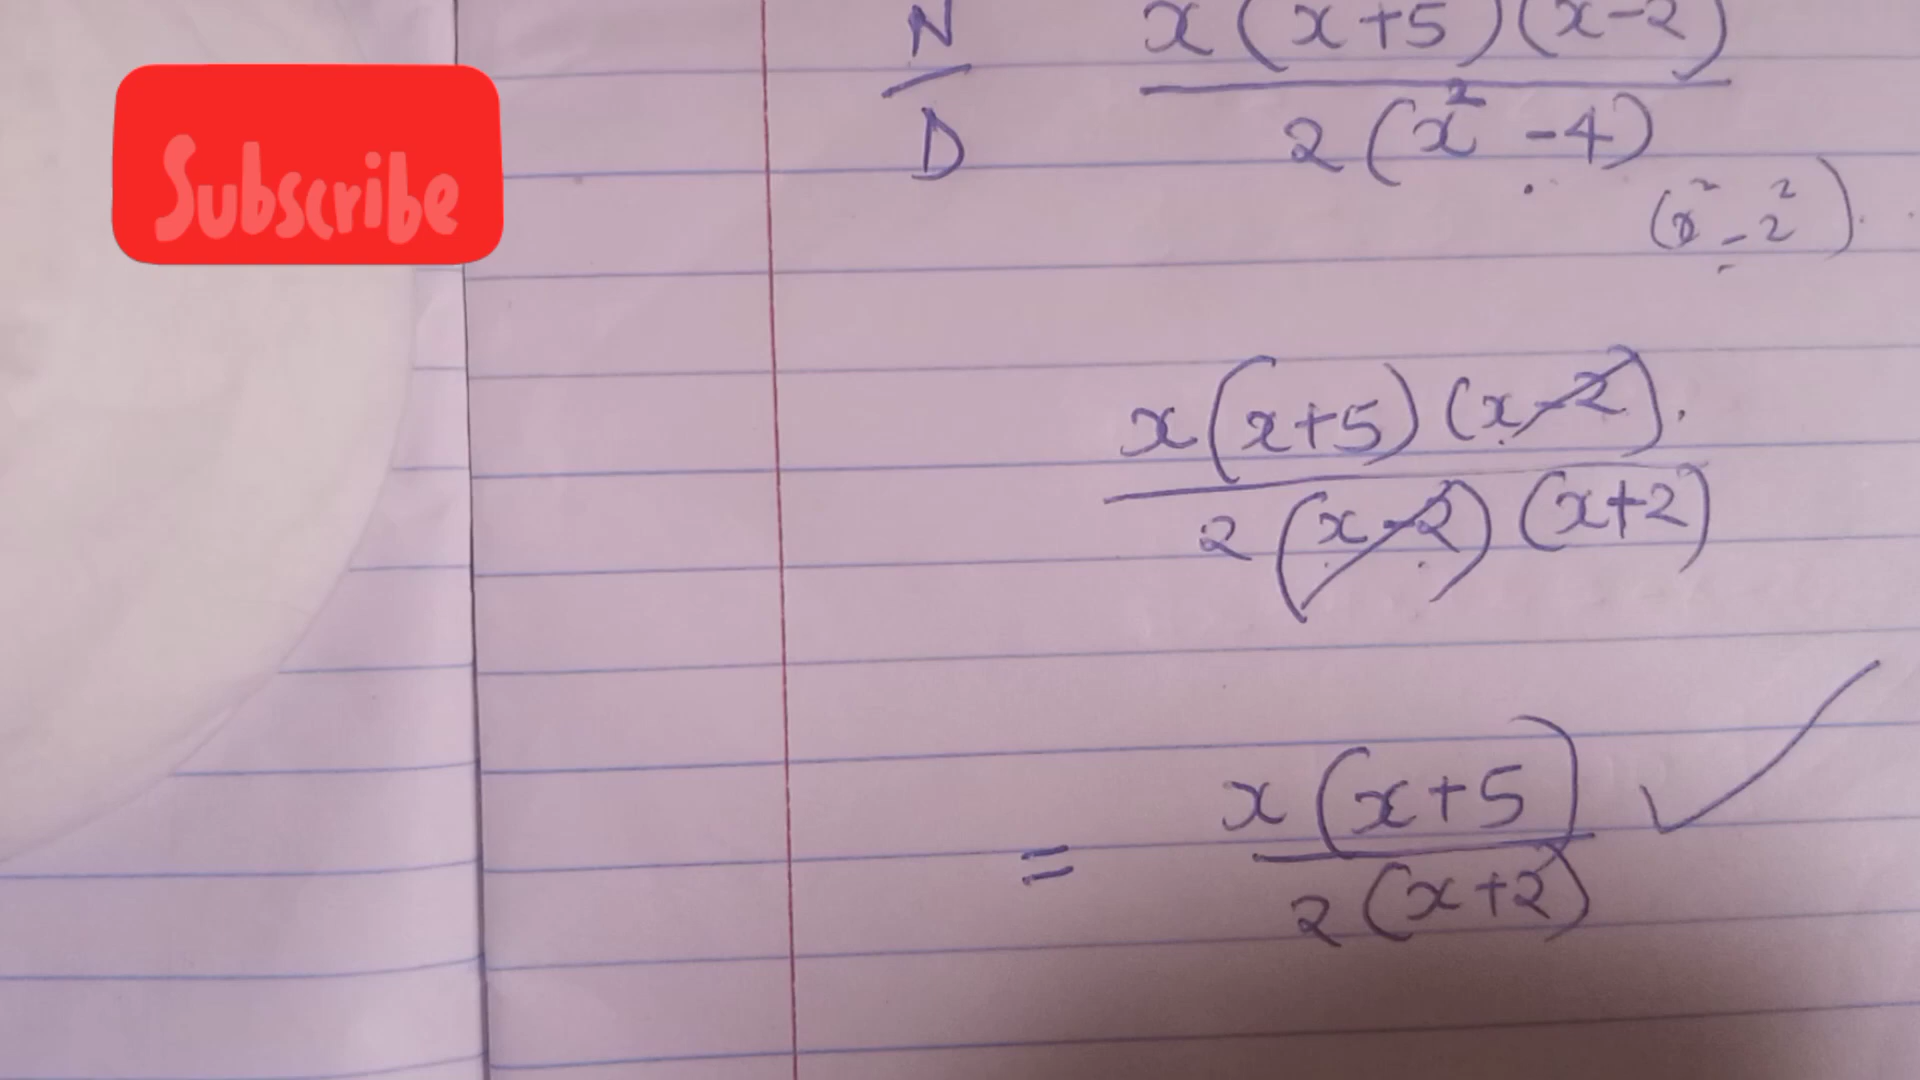 Subscribe
N x(x+5)(x-2)
D 2(x² -4)
(x² - 2²).
x(x+5)(x-2).
2(x-2)(x+2)
= x(x+5)
2(x+2) ✓